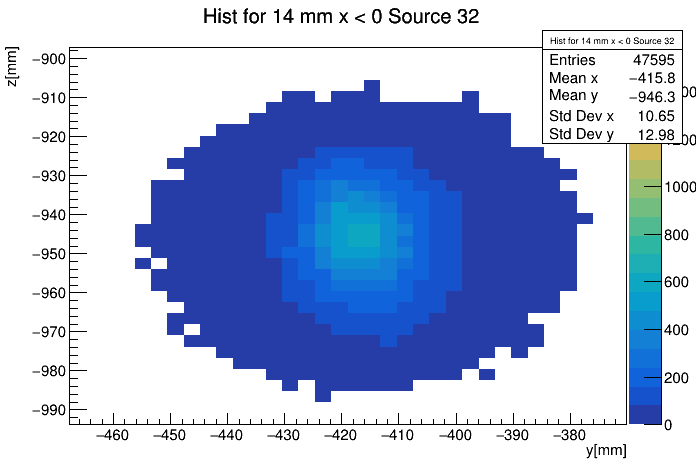 Hist for 14 mm x < 0 Source 32
Hist for 14 mm x < 0 Source 32
Entries 47595
Mean x −415.8
Mean y −946.3
Std Dev x 10.65
Std Dev y 12.98
z[mm]
−900
−910
−920
−930
−940
−950
−960
−970
−980
−990
−460 −450 −440 −430 −420 −410 −400 −390 −380
y[mm]
1000
800
600
400
200
0